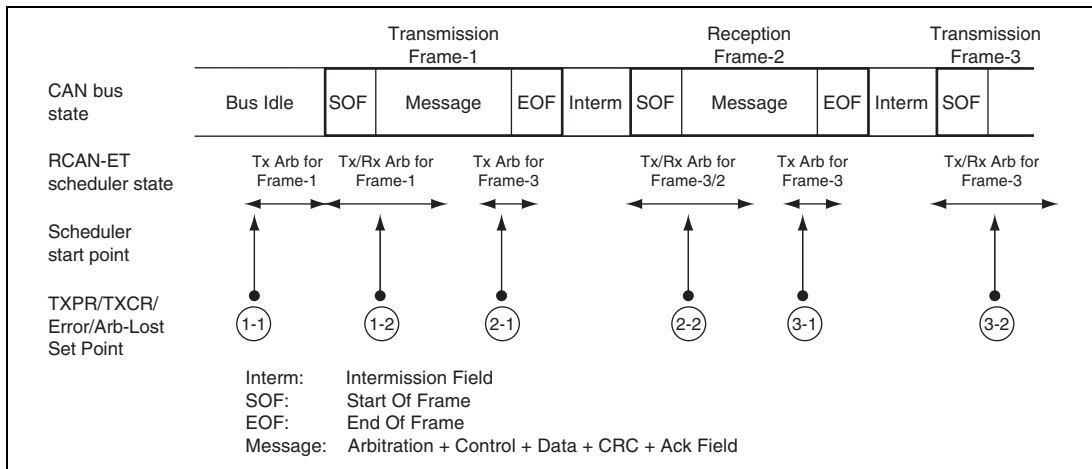 Transmission
Frame-1
Reception
Frame-2
Transmission
Frame-3
CAN bus
state
Bus Idle SOF Message EOF Interm SOF Message EOF Interm SOF
RCAN-ET
scheduler state
Tx Arb for
Frame-1
Tx/Rx Arb for
Frame-1
Tx Arb for
Frame-3
Tx/Rx Arb for
Frame-3/2
Tx Arb for
Frame-3
Tx/Rx Arb for
Frame-3
Scheduler
start point
TXPR/TXCR/
Error/Arb-Lost
Set Point
1-1 1-2 2-1 2-2 3-1 3-2
Interm: Intermission Field
SOF: Start Of Frame
EOF: End Of Frame
Message: Arbitration + Control + Data + CRC + Ack Field